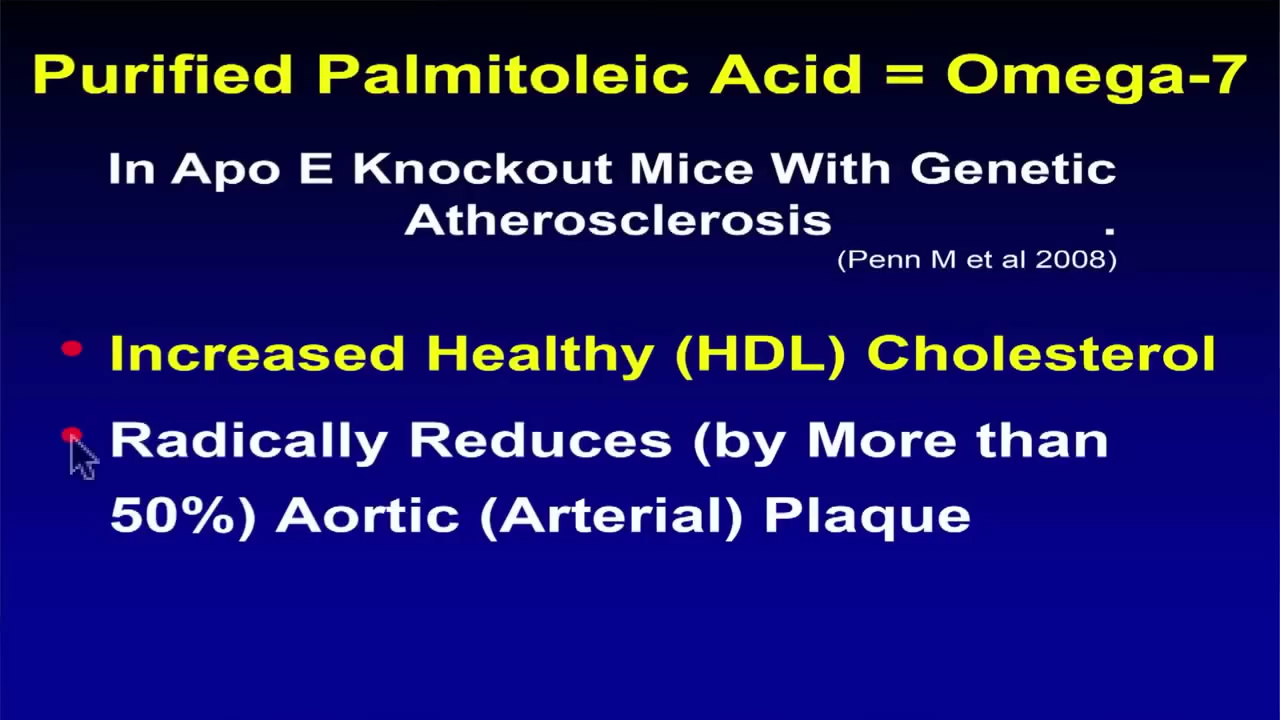 Purified Palmitoleic Acid = Omega-7
In Apo E Knockout Mice With Genetic
Atherosclerosis .
(Penn M et al 2008)
• Increased Healthy (HDL) Cholesterol
• Radically Reduces (by More than
50%) Aortic (Arterial) Plaque